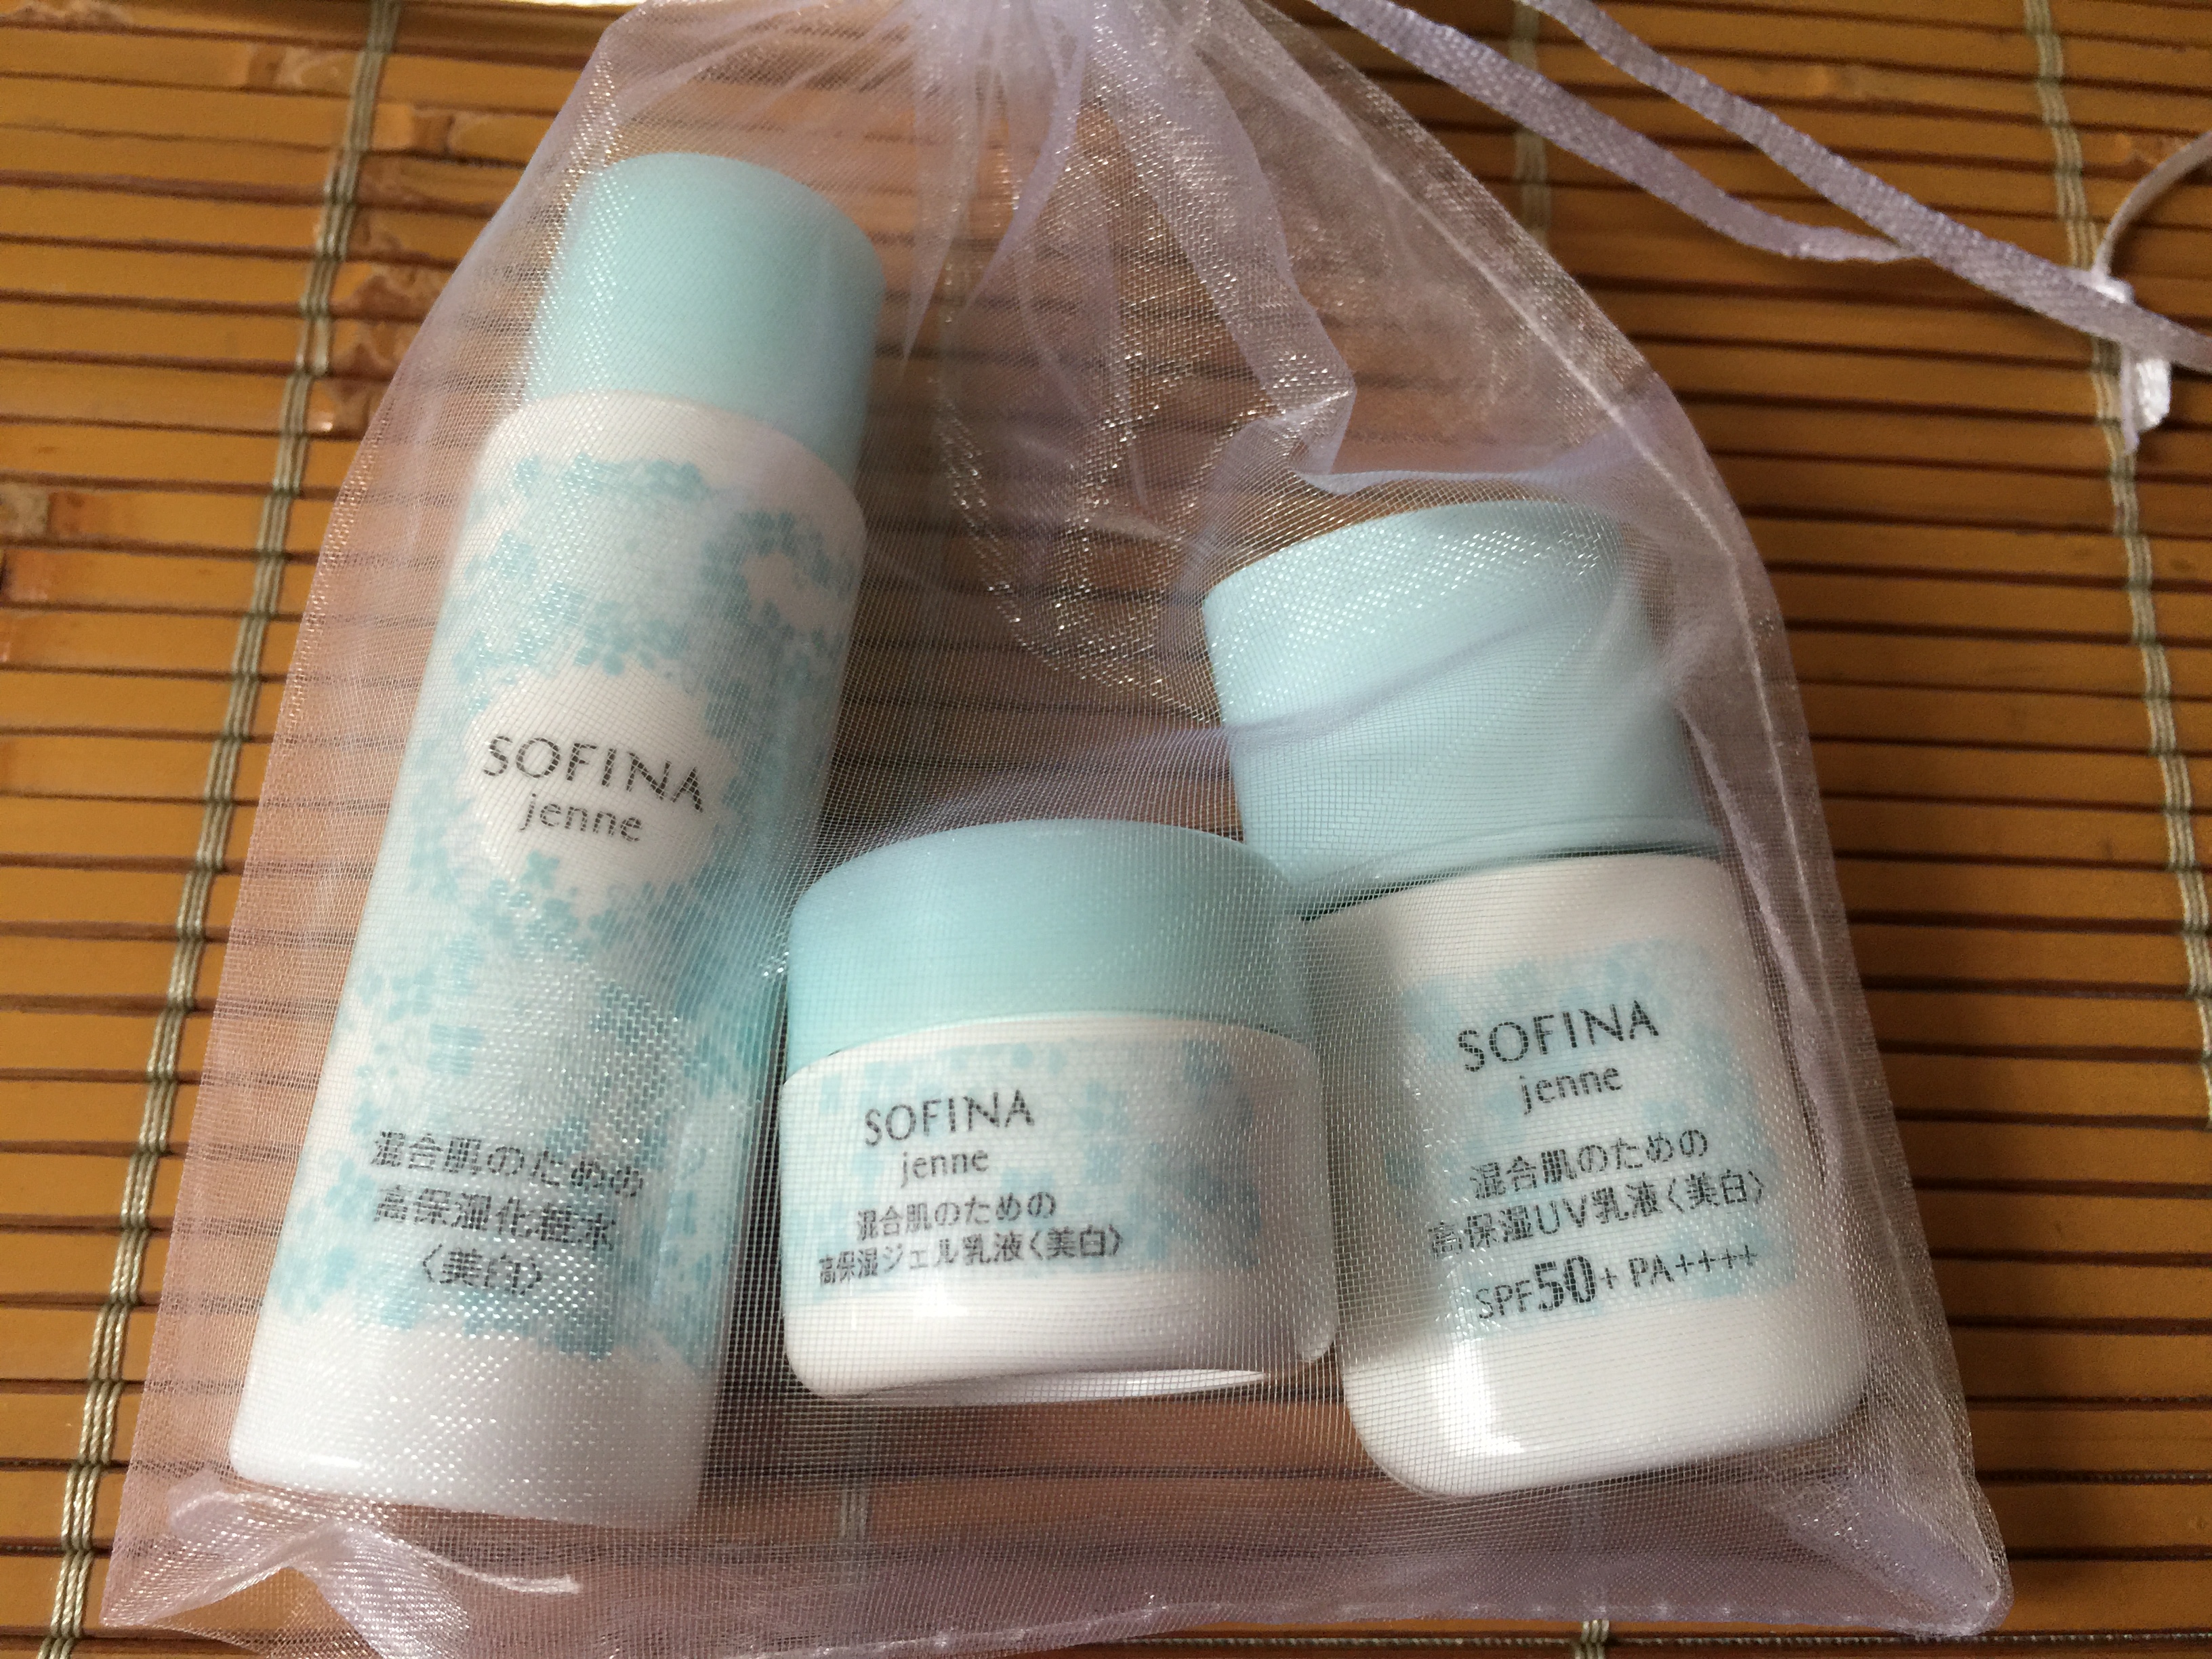 SOFINA
jenne
混合肌のための
高保湿化粧水
〈美白〉
SOFINA
jenne
混合肌のための
高保湿ジェル乳液〈美白〉
SOFINA
jenne
混合肌のための
高保湿UV乳液〈美白〉
SPF50+ PA++++